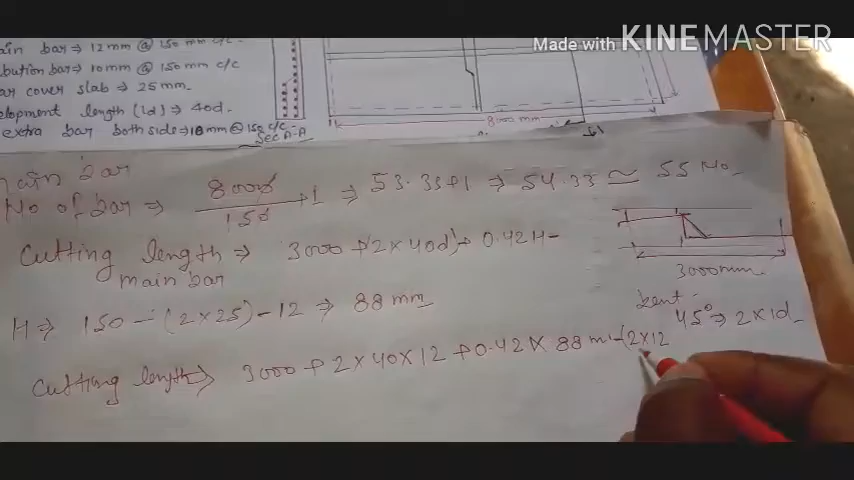 Made with KINEMASTER
ain bar ⇒ 12mm @ 150 mm c/c
bution bar ⇒ 10mm @ 150mm c/c
ar cover slab ⇒ 25mm
elopment length (ld) ⇒ 40d.
extra bar both side ⇒ 10mm @ 150 c/c
Sec A-A
8000 mm
main bar
No of bar ⇒ 8000/150 + 1 ⇒ 53.33+1 ⇒ 54.33 ≃ 55 No
Cutting length ⇒ 3000 + (2×40d) + 0.42H -
main bar
3000mm
H ⇒ 150 - (2×25) - 12 ⇒ 88 mm
bent
45° ⇒ 2×1d
Cutting length ⇒ 3000 + 2×40×12 + 0.42 × 88 m - (2×12